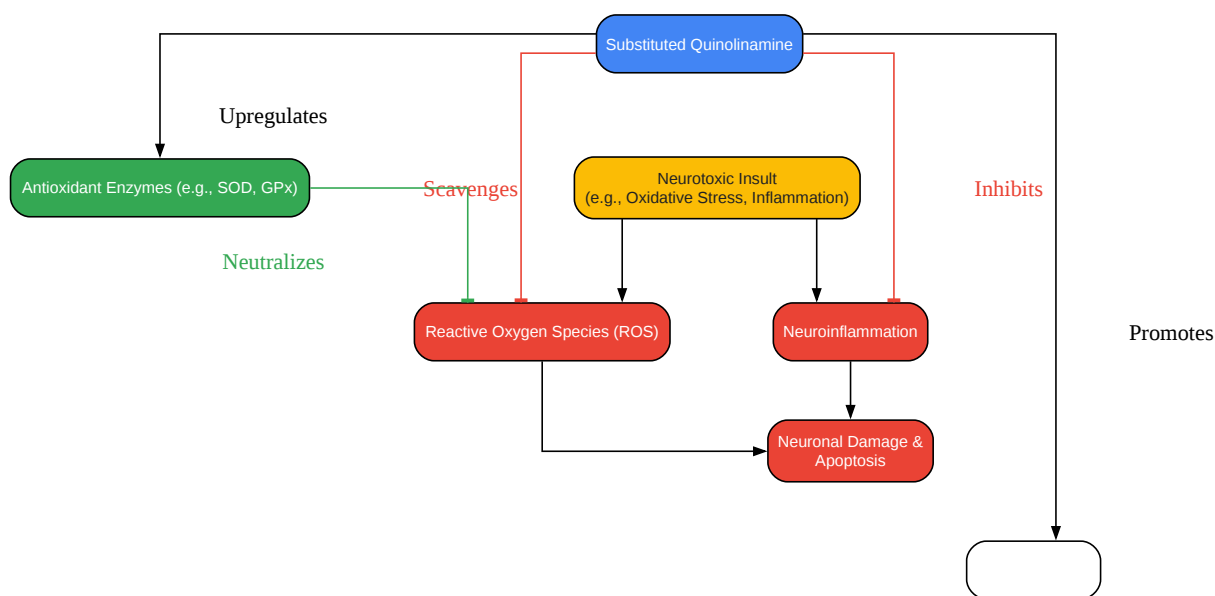 Substituted Quinolinamine
Upregulates
Antioxidant Enzymes (e.g., SOD, GPx)
Scavenges
Neurotoxic Insult
(e.g., Oxidative Stress, Inflammation)
Inhibits
Neutralizes
Reactive Oxygen Species (ROS)
Neuroinflammation
Promotes
Neuronal Damage &
Apoptosis